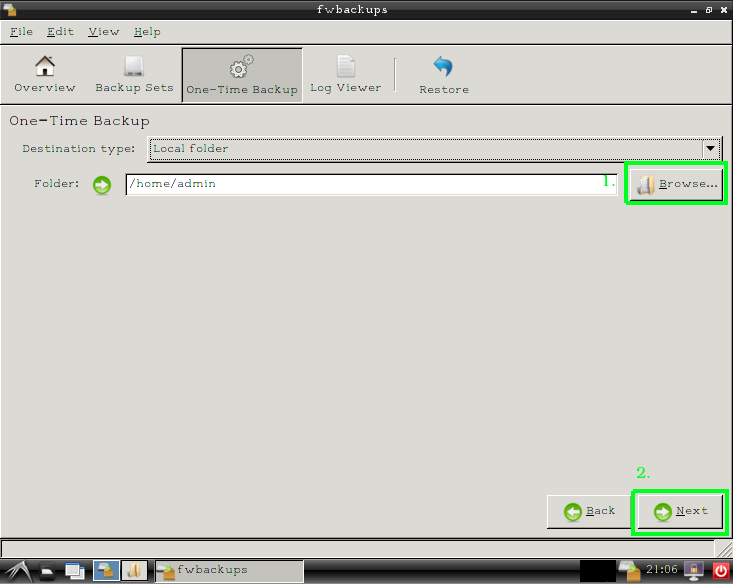 fwbackups
File Edit View Help
Overview Backup Sets One-Time Backup Log Viewer Restore
One-Time Backup
Destination type: Local folder
Folder: /home/admin 1. Browse...
2.
Back Next
fwbackups 21:06